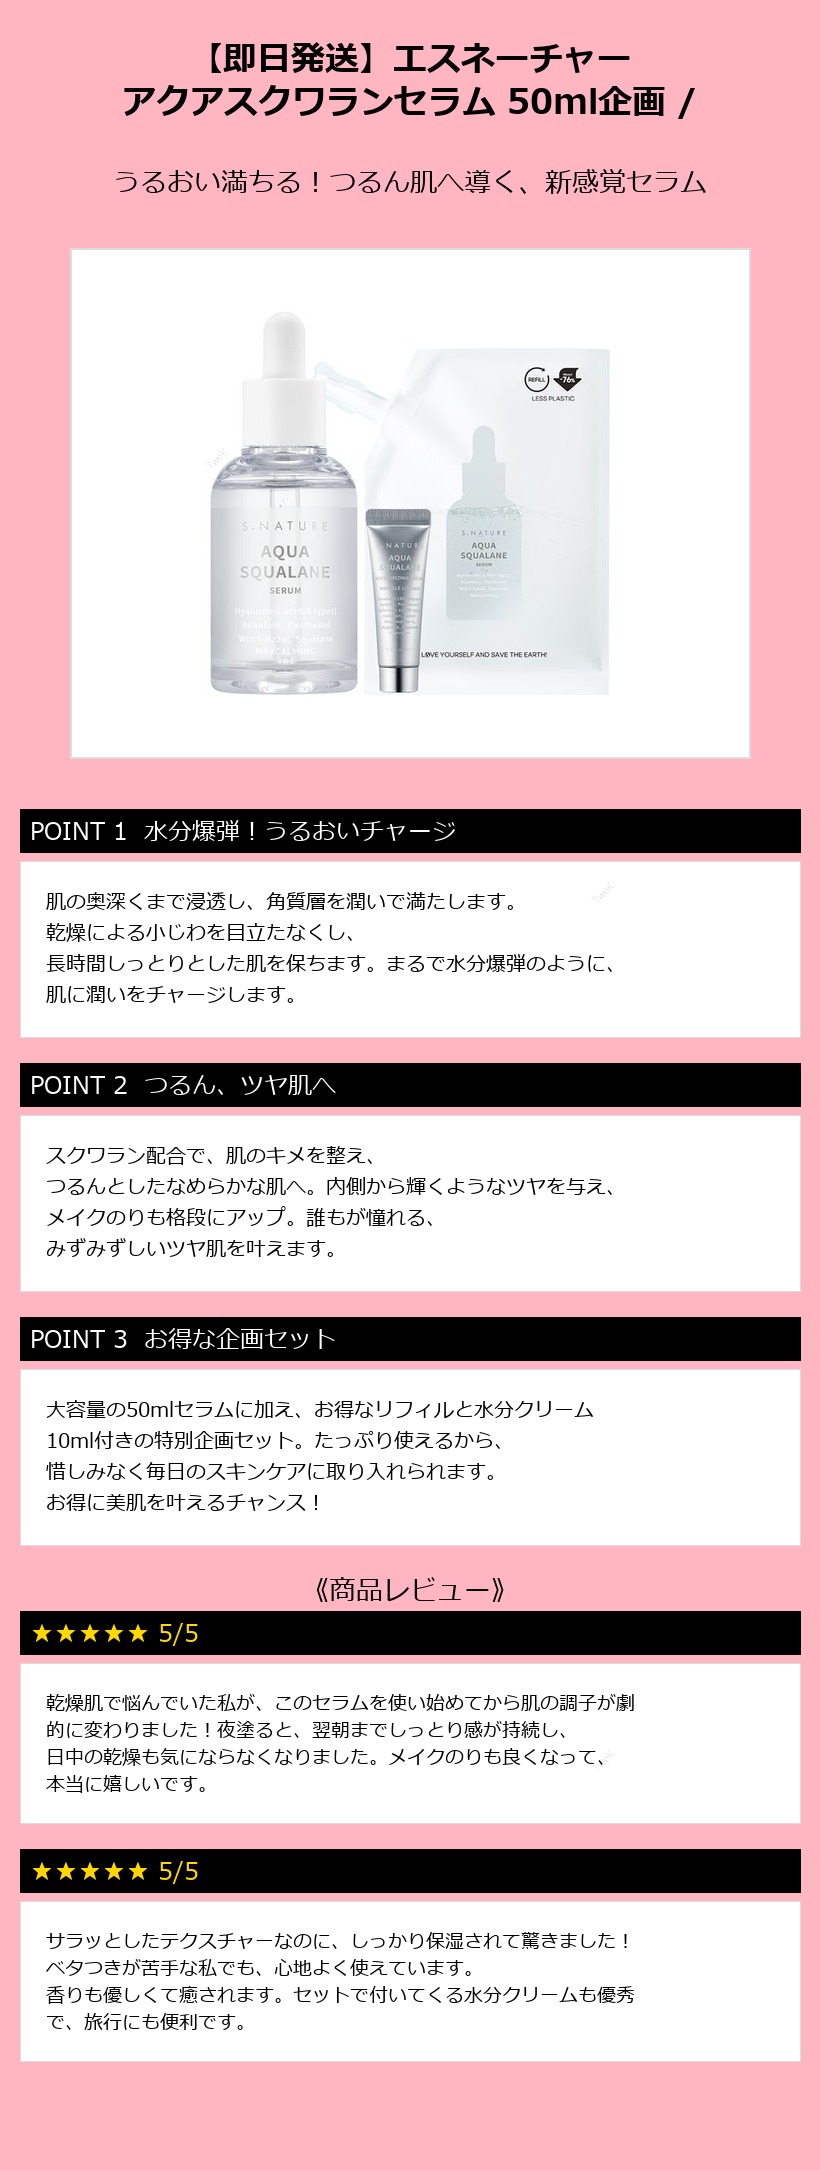 【即日発送】エスネーチャー
アクアスクワランセラム 50ml企画 /
うるおい満ちる！つるん肌へ導く、新感覚セラム
REFILL
-76%
LESS PLASTIC
S.NATURE
AQUA
SQUALANE
SERUM
Hyaluronic acid(8 types)
Allantoin, Panthenol
Witch Hazel, Squalane
MAYCALMING
S.NATURE
AQUA
SQUALANE
S.NATURE
AQUA
SQUALANE
SERUM
LOVE YOURSELF AND SAVE THE EARTH!
POINT 1 水分爆弾！うるおいチャージ
肌の奥深くまで浸透し、角質層を潤いで満たします。
乾燥による小じわを目立たなくし、
長時間しっとりとした肌を保ちます。まるで水分爆弾のように、
肌に潤いをチャージします。
POINT 2 つるん、ツヤ肌へ
スクワラン配合で、肌のキメを整え、
つるんとしたなめらかな肌へ。内側から輝くようなツヤを与え、
メイクのりも格段にアップ。誰もが憧れる、
みずみずしいツヤ肌を叶えます。
POINT 3 お得な企画セット
大容量の50mlセラムに加え、お得なリフィルと水分クリーム
10ml付きの特別企画セット。たっぷり使えるから、
惜しみなく毎日のスキンケアに取り入れられます。
お得に美肌を叶えるチャンス！
《商品レビュー》
★★★★★ 5/5
乾燥肌で悩んでいた私が、このセラムを使い始めてから肌の調子が劇
的に変わりました！夜塗ると、翌朝までしっとり感が持続し、
日中の乾燥も気にならなくなりました。メイクのりも良くなって、
本当に嬉しいです。
★★★★★ 5/5
サラッとしたテクスチャーなのに、しっかり保湿されて驚きました！
ベタつきが苦手な私でも、心地よく使えています。
香りも優しくて癒されます。セットで付いてくる水分クリームも優秀
で、旅行にも便利です。